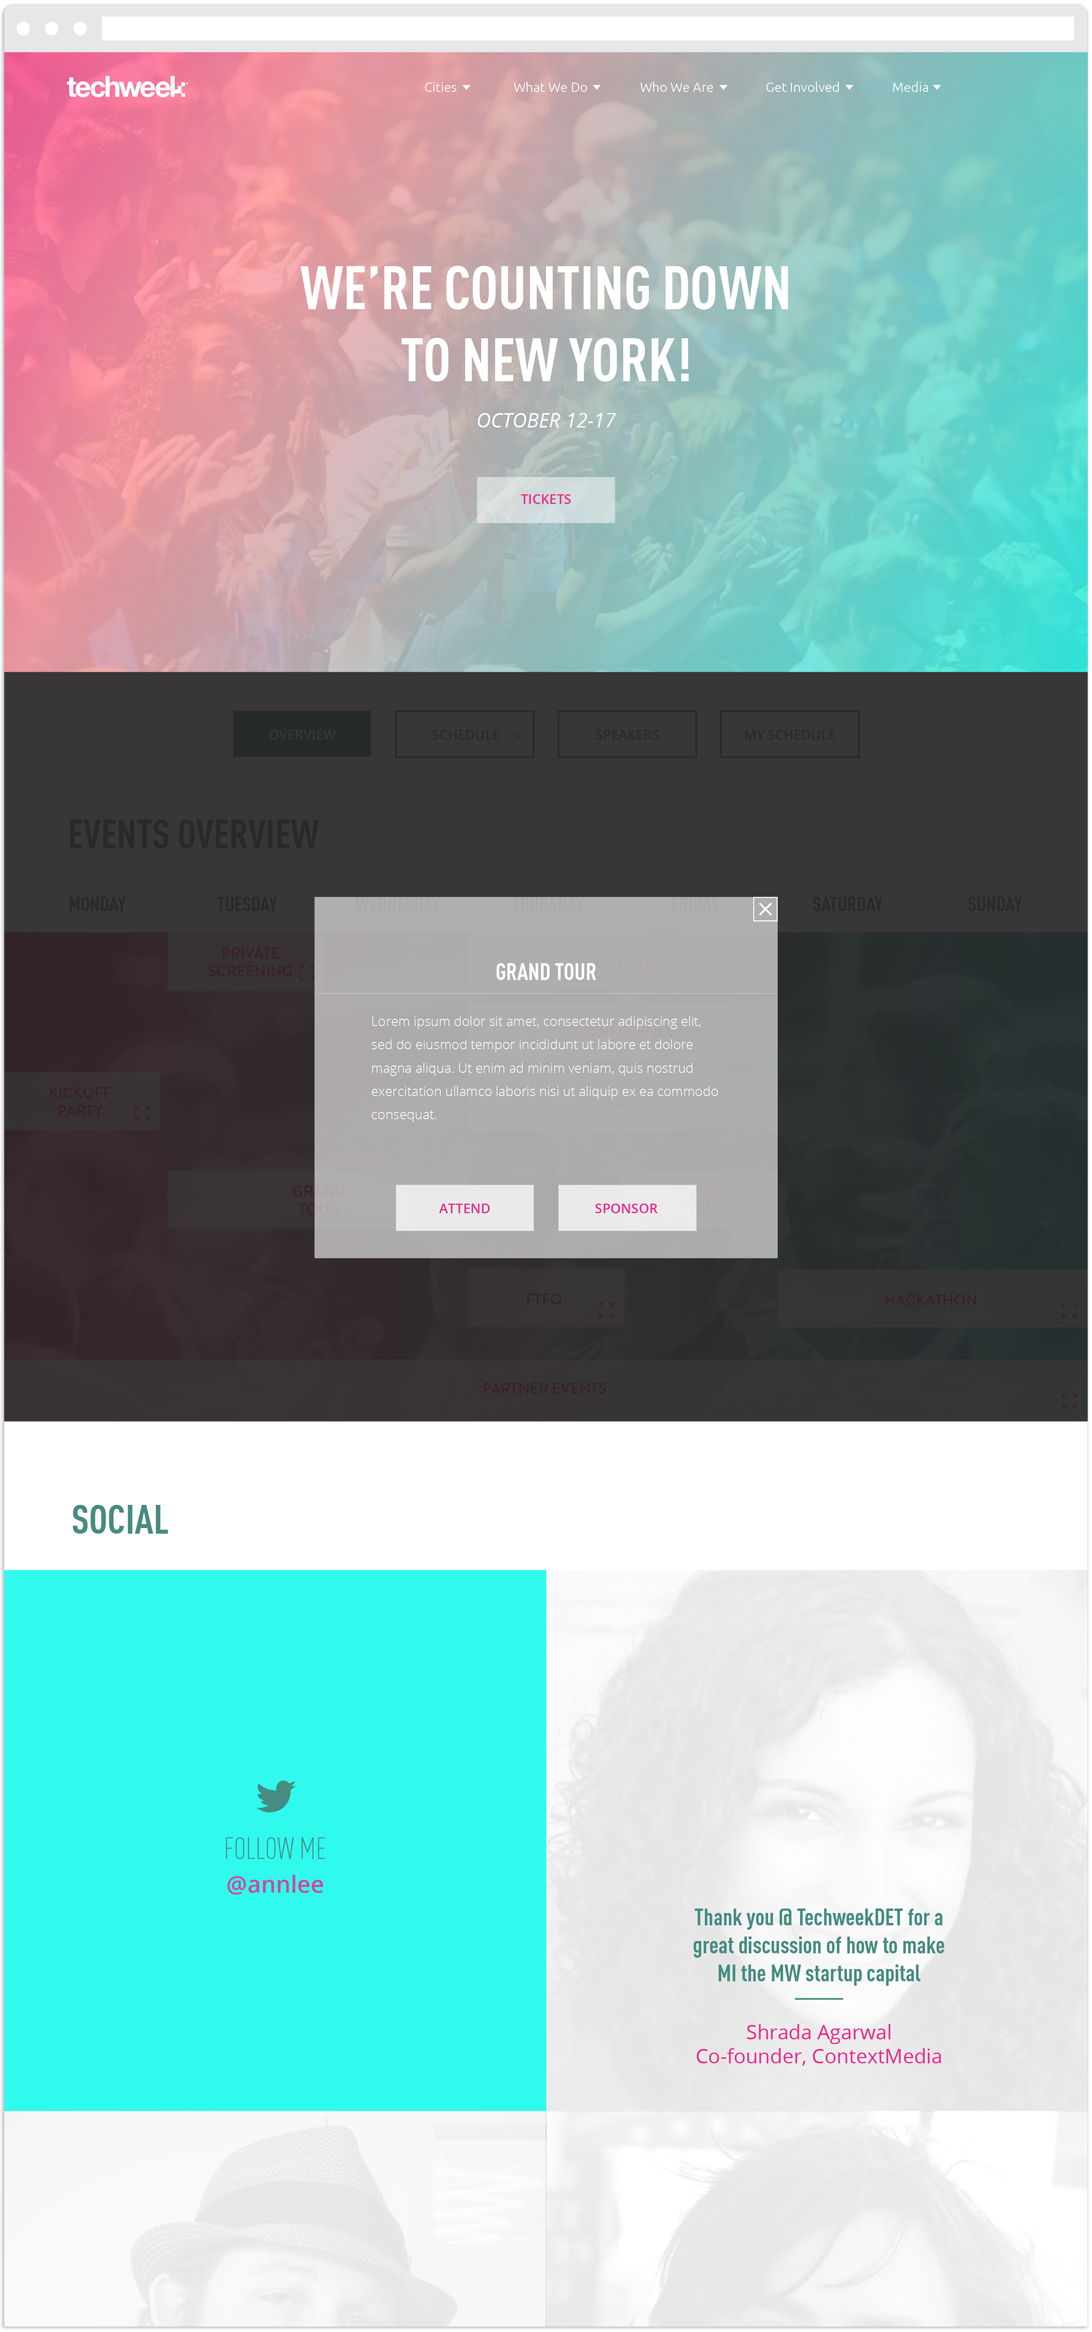 techweek
Cities
What We Do
Who We Are
Get Involved
Media
WE'RE COUNTING DOWN
TO NEW YORK!
OCTOBER 12-17
TICKETS
OVERVIEW
SCHEDULE
SPEAKERS
MY SCHEDULE
EVENTS OVERVIEW
MONDAY
TUESDAY
WEDNESDAY
THURSDAY
FRIDAY
SATURDAY
SUNDAY
PRIVATE
SCREENING
LAUNCH
GRAND TOUR
Lorem ipsum dolor sit amet, consectetur adipiscing elit,
sed do eiusmod tempor incididunt ut labore et dolore
magna aliqua. Ut enim ad minim veniam, quis nostrud
exercitation ullamco laboris nisi ut aliquip ex ea commodo
consequat.
KICKOFF
PARTY
EXPO
GRAND
TOUR
ATTEND
SPONSOR
FTFO
HACKATHON
PARTNER EVENTS
SOCIAL
FOLLOW ME
@annlee
Thank you @ TechweekDET for a
great discussion of how to make
MI the MW startup capital
Shrada Agarwal
Co-founder, ContextMedia